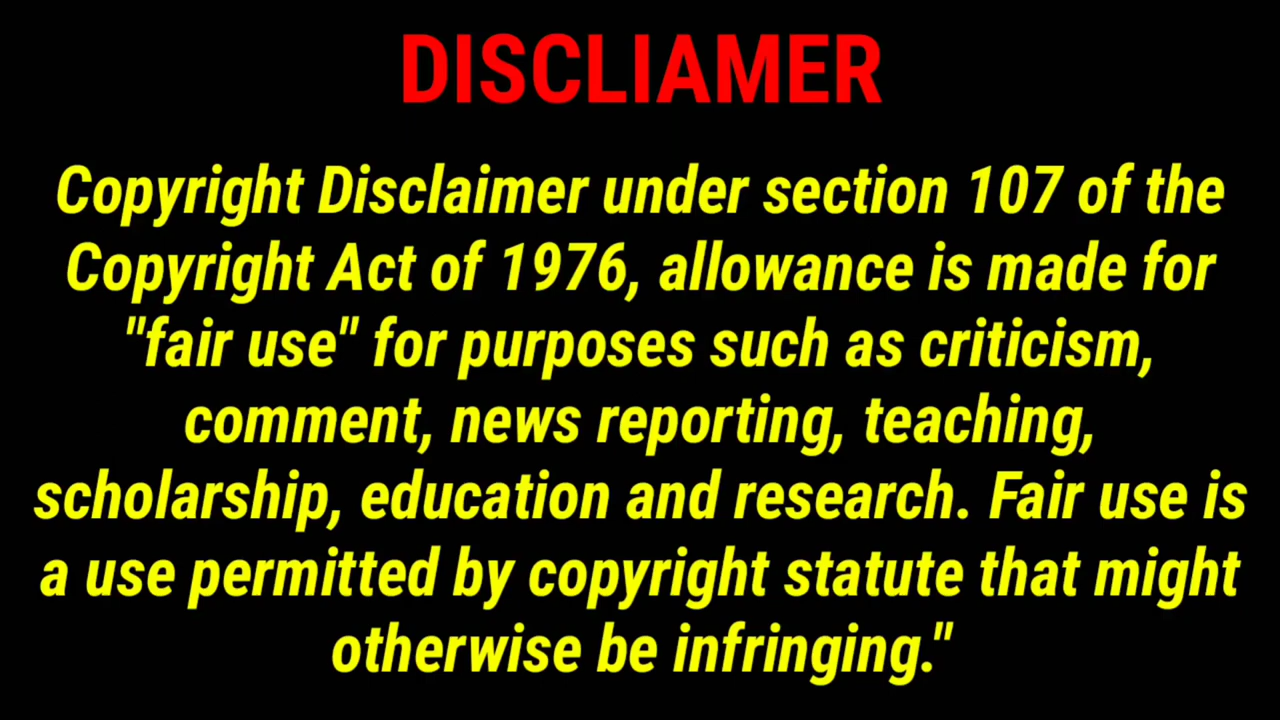 DISCLIAMER
Copyright Disclaimer under section 107 of the
Copyright Act of 1976, allowance is made for
"fair use" for purposes such as criticism,
comment, news reporting, teaching,
scholarship, education and research. Fair use is
a use permitted by copyright statute that might
otherwise be infringing."